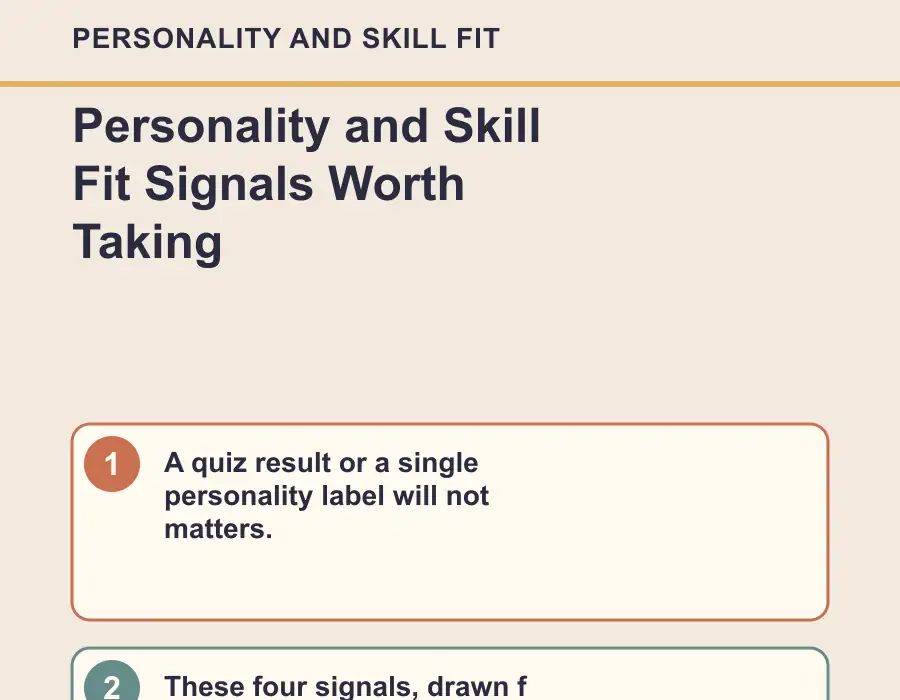 PERSONALITY AND SKILL FIT
Personality and Skill
Fit Signals Worth
Taking
1
A quiz result or a single
personality label will not
matters.
2
These four signals, drawn f